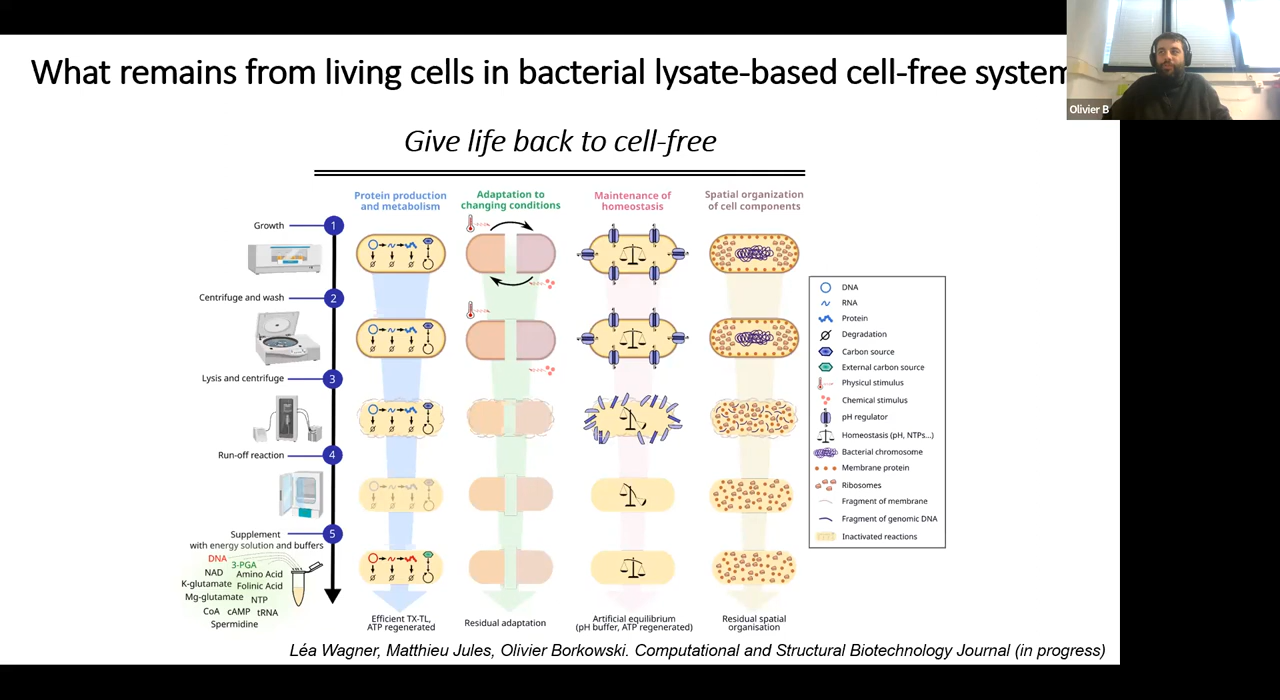 What remains from living cells in bacterial lysate-based cell-free system
Olivier B
Give life back to cell-free
Protein production
and metabolism
Adaptation to
changing conditions
Maintenance of
homeostasis
Spatial organization
of cell components
Growth
1
Centrifuge and wash
2
Lysis and centrifuge
3
Run-off reaction
4
Supplement
with energy solution and buffers
5
DNA
3-PGA
NAD
Amino Acid
K-glutamate
Folinic Acid
Mg-glutamate
NTP
CoA
cAMP
tRNA
Spermidine
DNA
RNA
Protein
Degradation
Carbon source
External carbon source
Physicul stimulus
Chemical stimulus
pH regulator
Homeostasis (pH, NTPs...)
Bacterial chromosome
Membrane protein
Ribosomes
Fragment of membrane
Fragment of genomic DNA
Inactivated reactions
Efficient TX-TL,
ATP regenerated
Residual adaptation
Artificial equilibrium
(pH buffer, ATP regenerated)
Residual spatial
organisation
Léa Wagner, Matthieu Jules, Olivier Borkowski. Computational and Structural Biotechnology Journal (in progress)